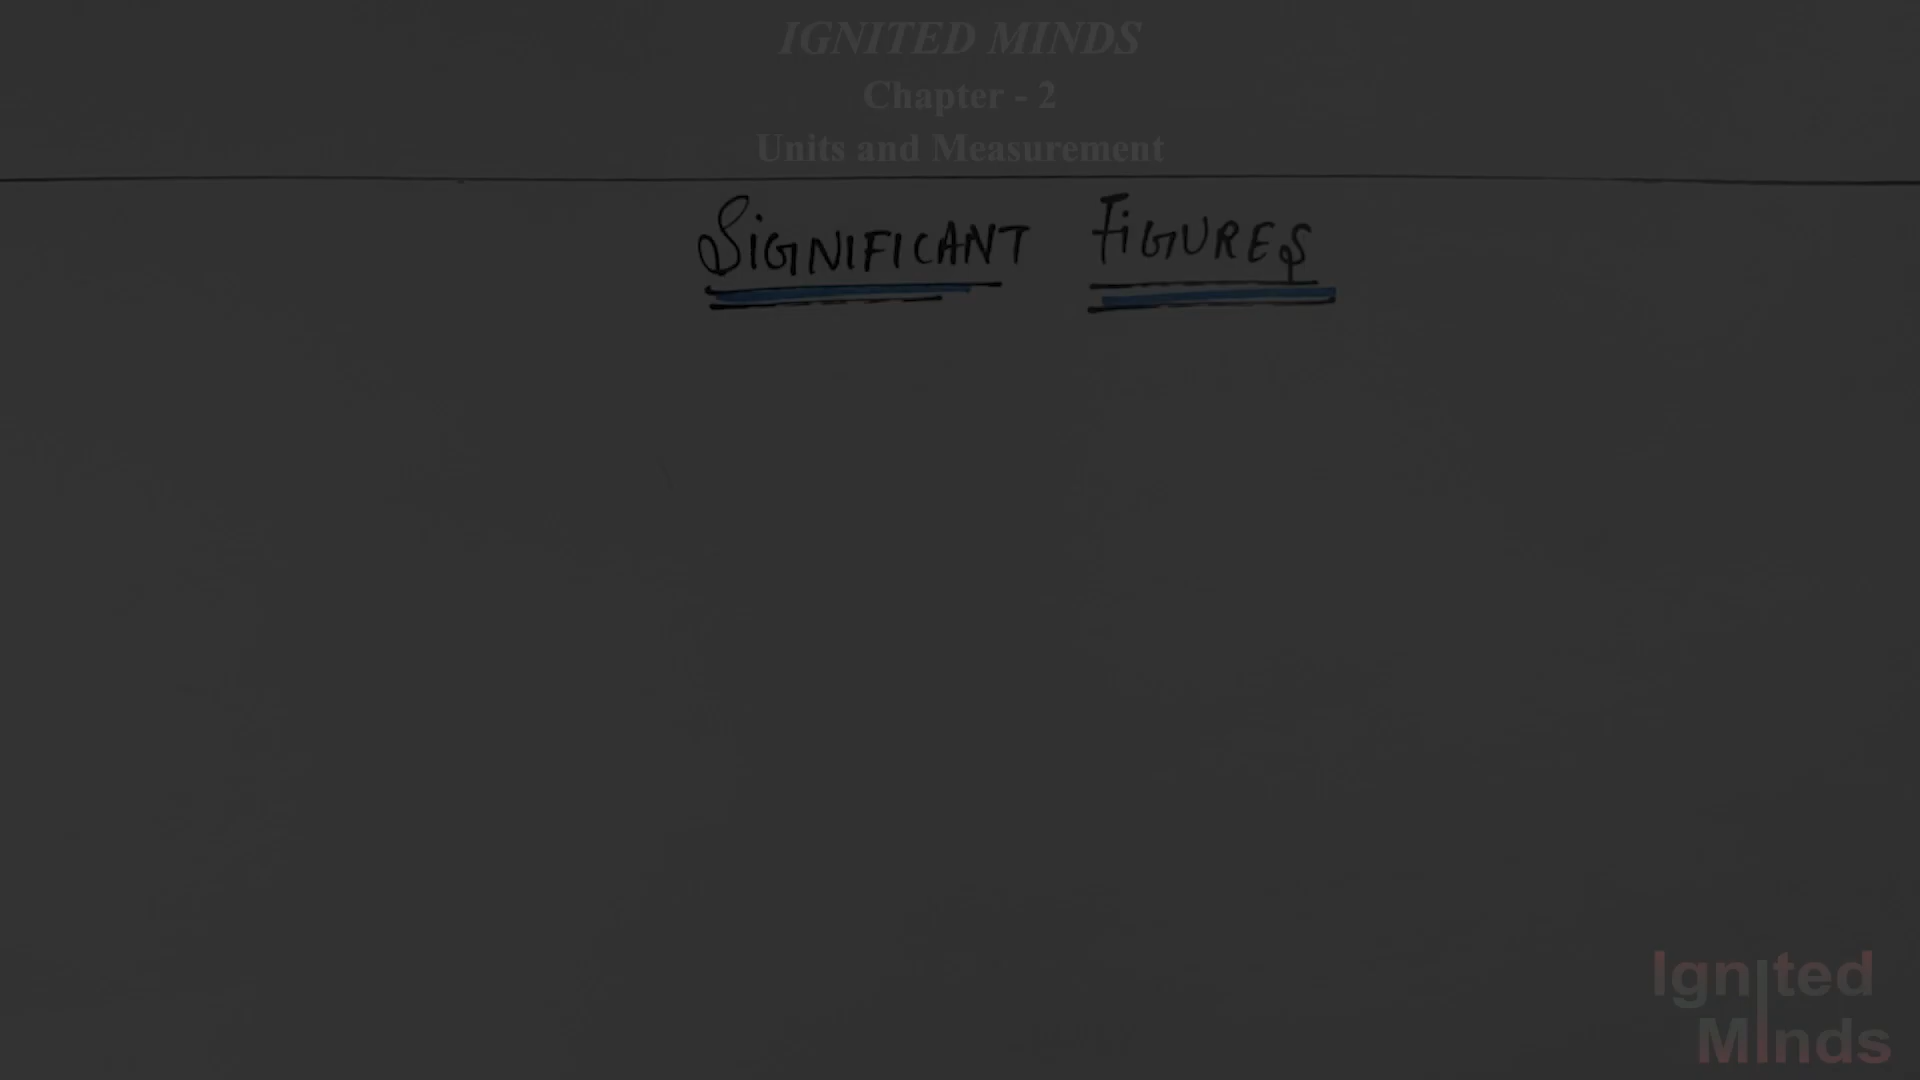 IGNITED MINDS
Chapter - 2
Units and Measurement
SIGNIFICANT FIGURES
Ignited
Minds